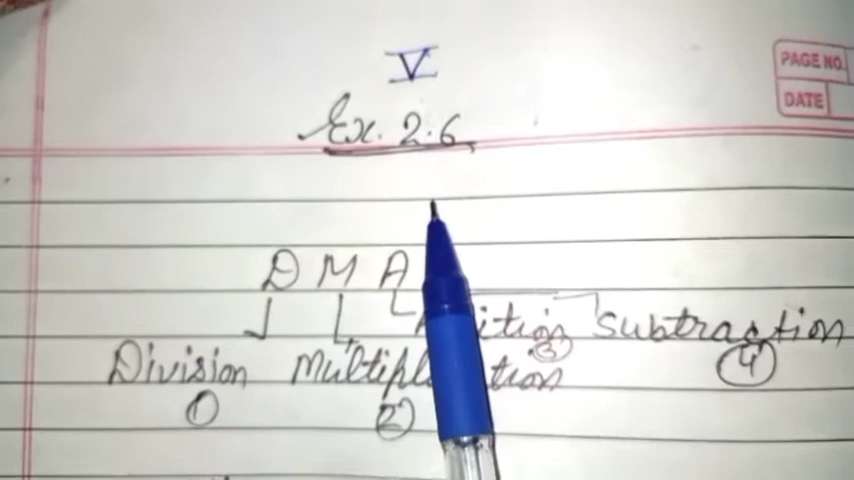 V
PAGE NO.
DATE
Ex. 2.6
D M A
subtraction
3 4
Division
1 2